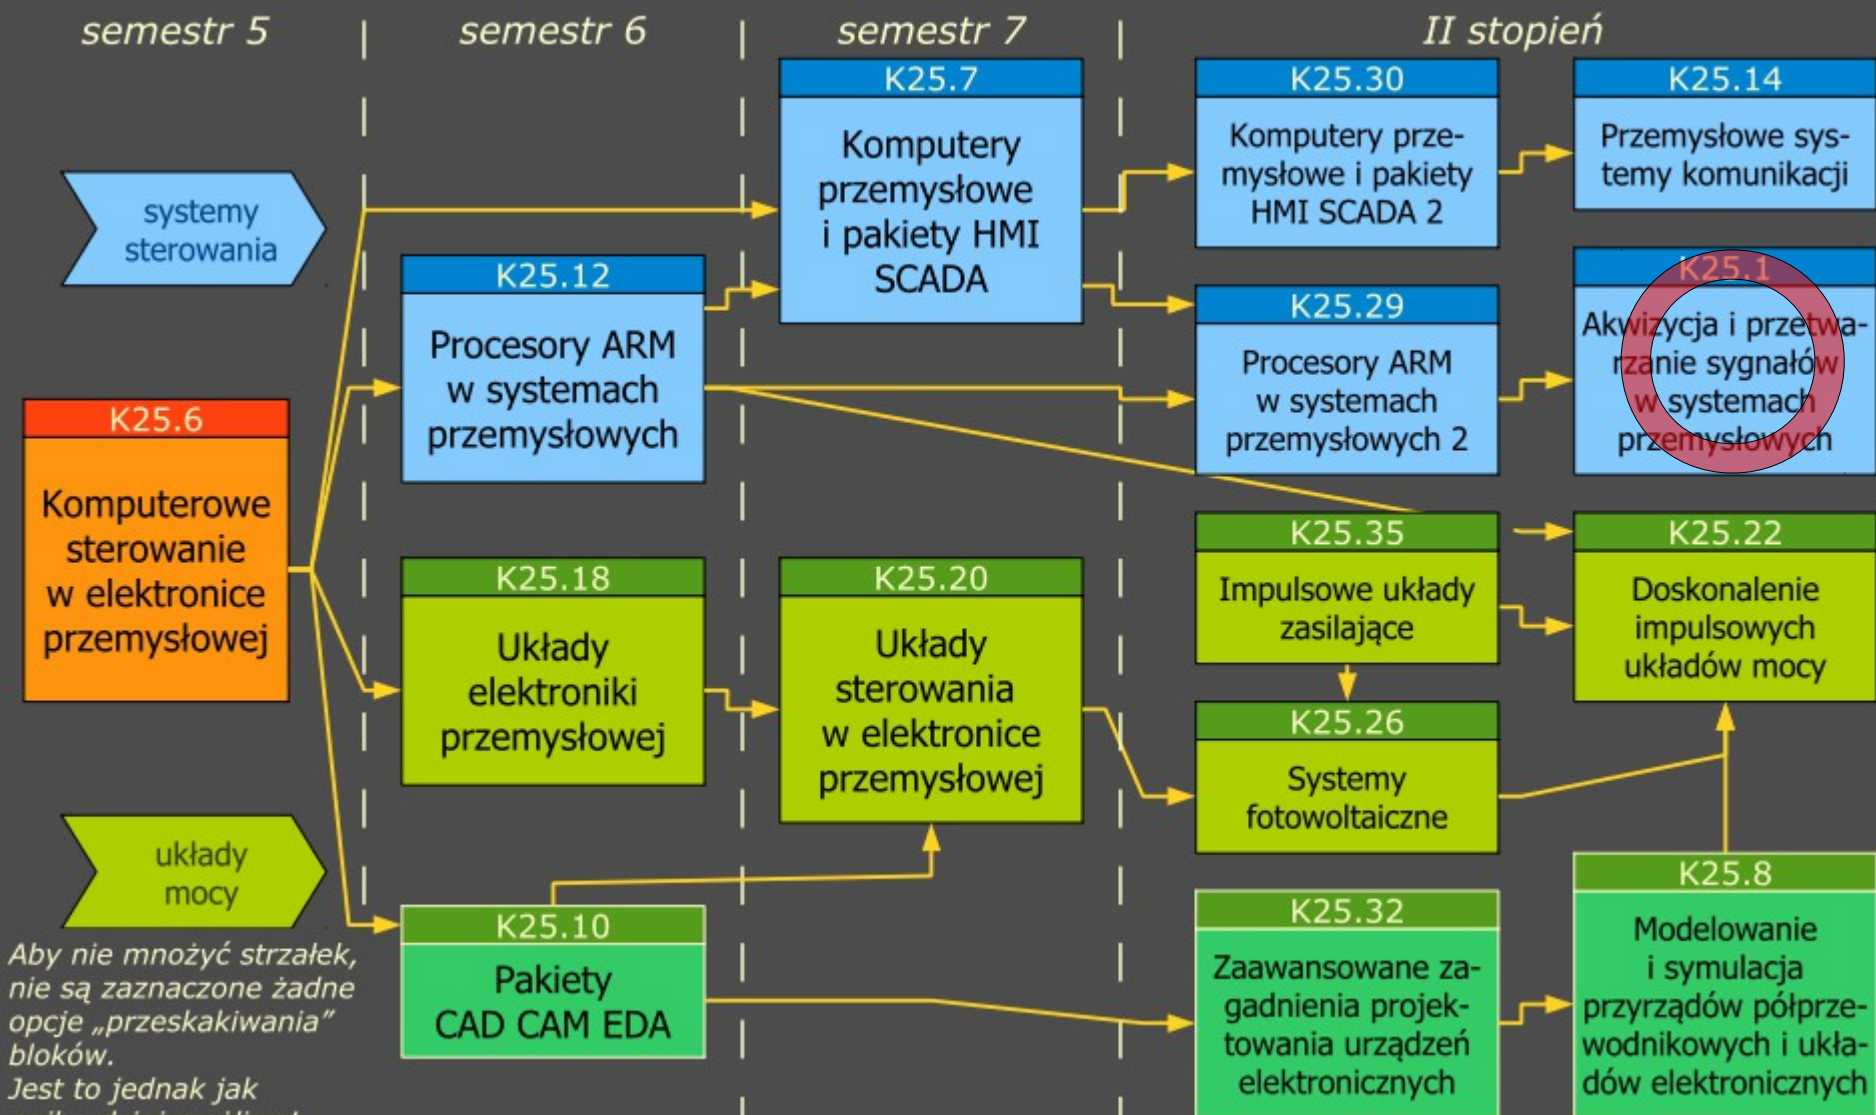 semestr 5
semestr 6
semestr 7
II stopień
systemy
sterowania
K25.6
Komputerowe
sterowanie
w elektronice
przemysłowej
układy
mocy
Aby nie mnożyć strzałek,
nie są zaznaczone żadne
opcje „przeskakiwania”
bloków.
Jest to jednak jak
K25.12
Procesory ARM
w systemach
przemysłowych
K25.18
Układy
elektroniki
przemysłowej
K25.10
Pakiety
CAD CAM EDA
K25.7
Komputery
przemysłowe
i pakiety HMI
SCADA
K25.20
Układy
sterowania
w elektronice
przemysłowej
K25.30
Komputery prze-
mysłowe i pakiety
HMI SCADA 2
K25.29
Procesory ARM
w systemach
przemysłowych 2
K25.35
Impulsowe układy
zasilające
K25.26
Systemy
fotowoltaiczne
K25.32
Zaawansowane za-
gadnienia projek-
towania urządzeń
elektronicznych
K25.14
Przemysłowe sys-
temy komunikacji
K25.1
Akwizycja i przetwa-
rzanie sygnałów
w systemach
przemysłowych
K25.22
Doskonalenie
impulsowych
układów mocy
K25.8
Modelowanie
i symulacja
przyrządów półprze-
wodnikowych i ukła-
dów elektronicznych